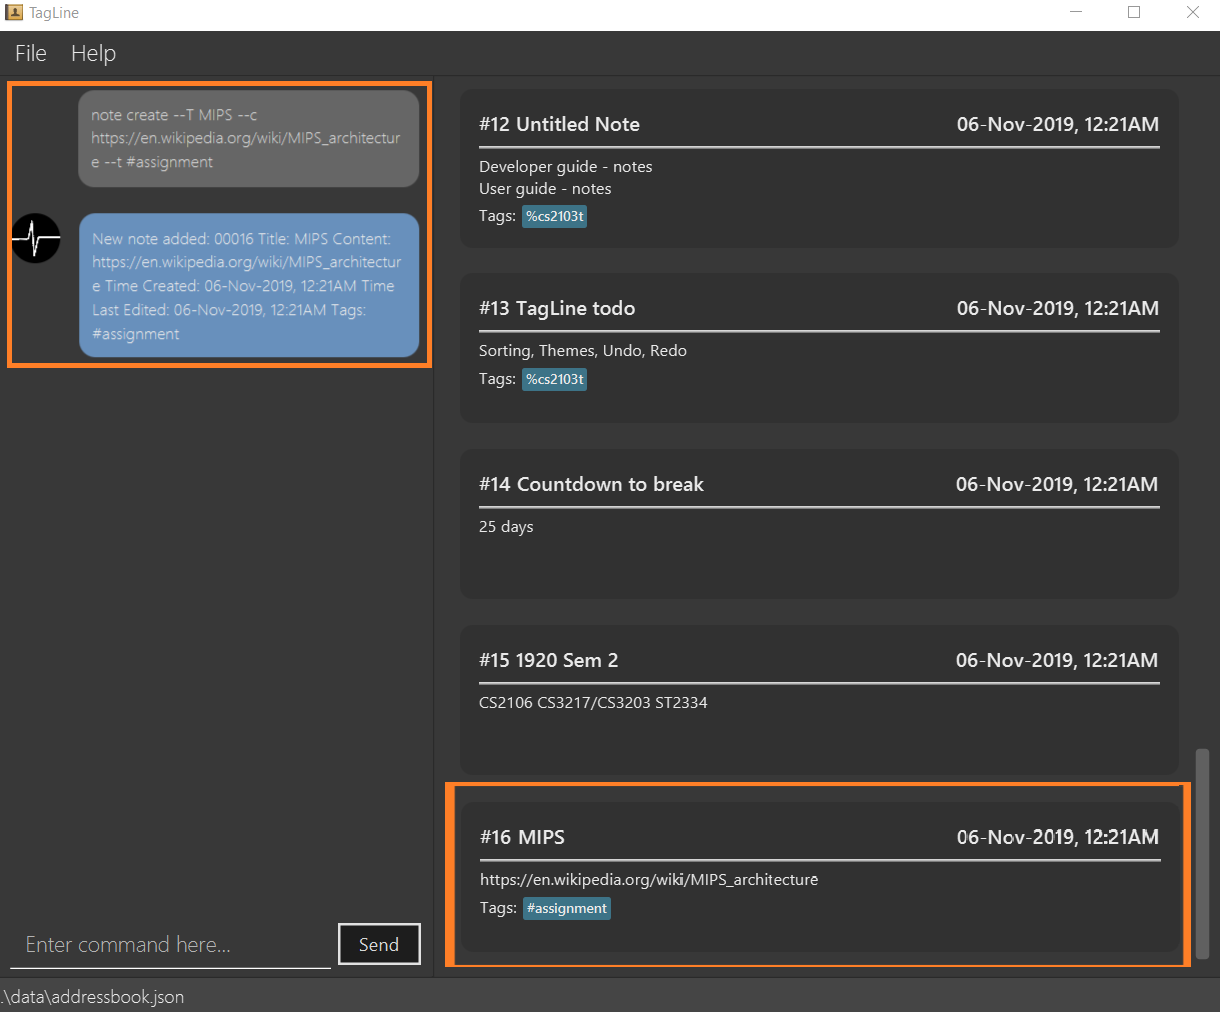 TagLine
File Help
note create --T MIPS --c
https://en.wikipedia.org/wiki/MIPS_architectur
e --t #assignment
New note added: 00016 Title: MIPS Content:
https://en.wikipedia.org/wiki/MIPS_architectur
e Time Created: 06-Nov-2019, 12:21AM Time
Last Edited: 06-Nov-2019, 12:21AM Tags:
#assignment
Enter command here...
Send
#12 Untitled Note 06-Nov-2019, 12:21AM
Developer guide - notes
User guide - notes
Tags: %cs2103t
#13 TagLine todo 06-Nov-2019, 12:21AM
Sorting, Themes, Undo, Redo
Tags: %cs2103t
#14 Countdown to break 06-Nov-2019, 12:21AM
25 days
#15 1920 Sem 2 06-Nov-2019, 12:21AM
CS2106 CS3217/CS3203 ST2334
#16 MIPS 06-Nov-2019, 12:21AM
https://en.wikipedia.org/wiki/MIPS_architecture
Tags: #assignment
.\data\addressbook.json